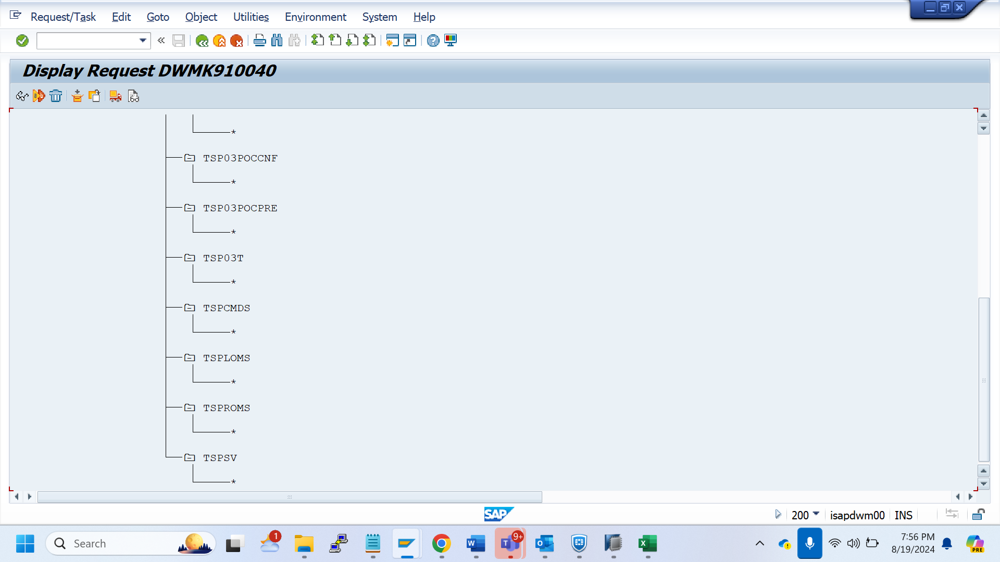 Request/Task Edit Goto Object Utilities Environment System Help
Display Request DWMK910040
*
TSP03POCCNF
*
TSP03POCPRE
*
TSP03T
*
TSPCMDS
*
TSPLOMS
*
TSPROMS
*
TSPSV
*
SAP
200 isapdwm00 INS
Search
1
9+
7:56 PM
8/19/2024
PRE